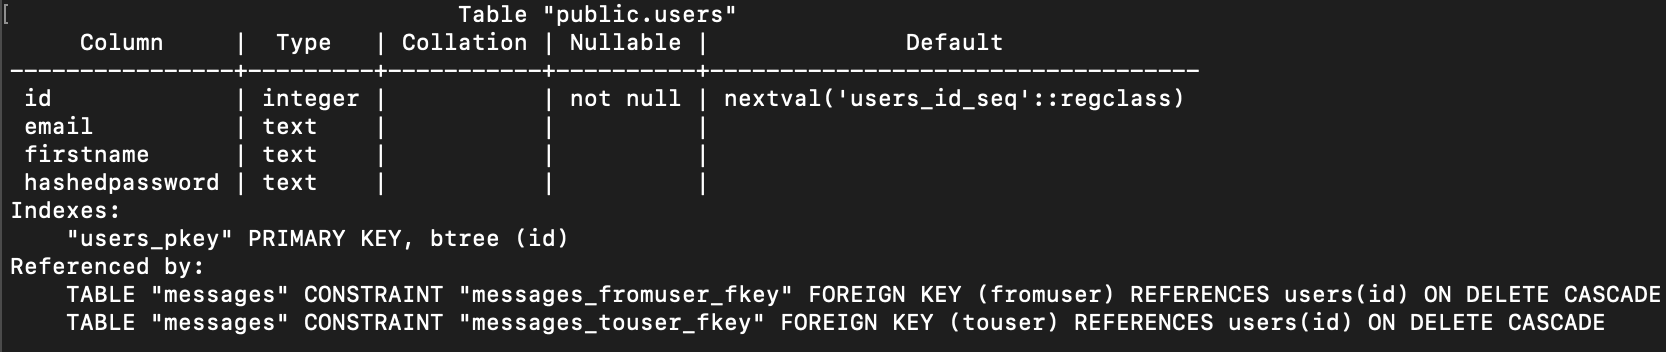 [                                Table "public.users"
     Column     |  Type   | Collation | Nullable |              Default
----------------+---------+-----------+----------+-----------------------------------
 id             | integer |           | not null | nextval('users_id_seq'::regclass)
 email          | text    |           |          |
 firstname      | text    |           |          |
 hashedpassword | text    |           |          |
Indexes:
    "users_pkey" PRIMARY KEY, btree (id)
Referenced by:
    TABLE "messages" CONSTRAINT "messages_fromuser_fkey" FOREIGN KEY (fromuser) REFERENCES users(id) ON DELETE CASCADE
    TABLE "messages" CONSTRAINT "messages_touser_fkey" FOREIGN KEY (touser) REFERENCES users(id) ON DELETE CASCADE